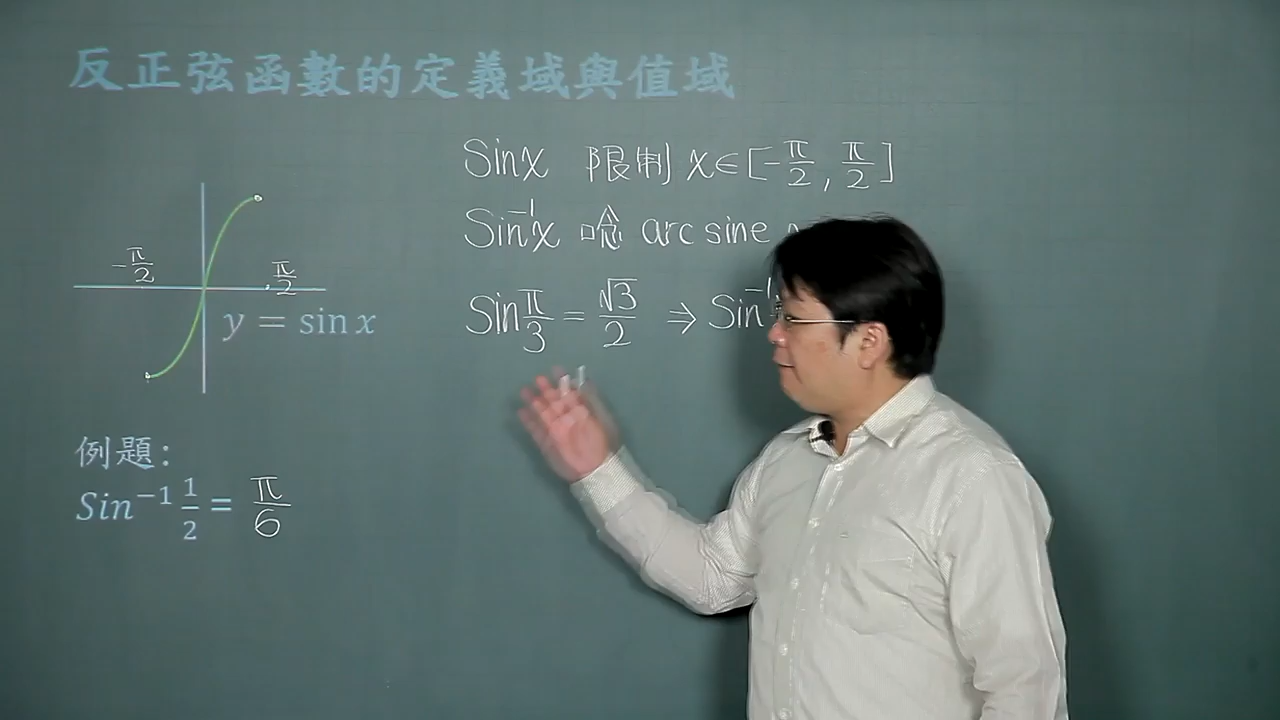 反正弦函數的定義域與值域
Sinx 限制 x∈[-π/2, π/2]
Sin⁻¹x 唸 arc sine
Sin π/3 = √3/2 ⇒ Sin⁻¹
-π/2
π/2
y = sin x
例題:
Sin⁻¹ 1/2 = π/6